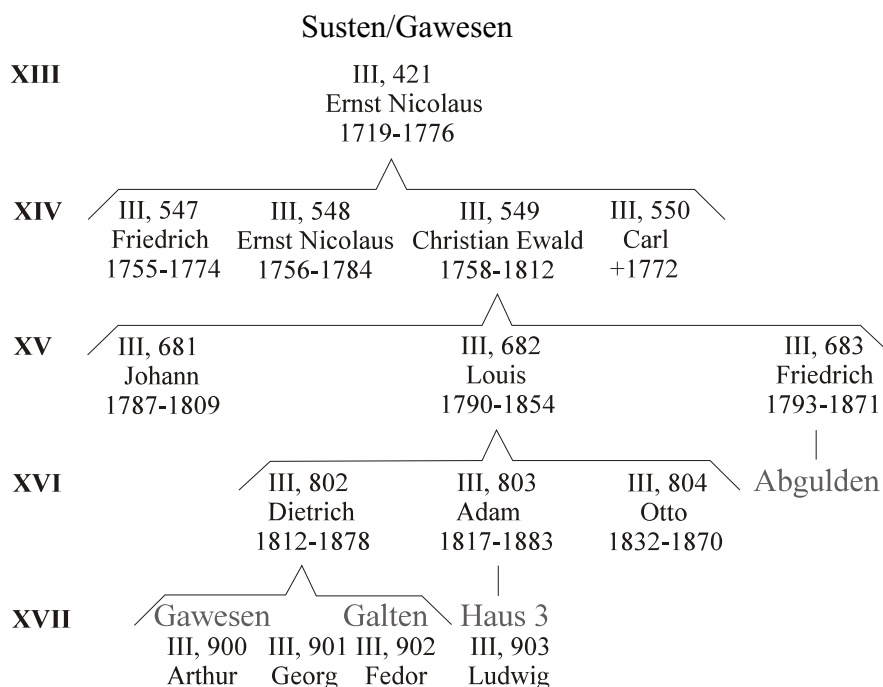 Susten/Gawesen
XIII III, 421
Ernst Nicolaus
1719-1776
XIV III, 547 III, 548 III, 549 III, 550
Friedrich Ernst Nicolaus Christian Ewald Carl
1755-1774 1756-1784 1758-1812 +1772
XV III, 681 III, 682 III, 683
Johann Louis Friedrich
1787-1809 1790-1854 1793-1871
XVI III, 802 III, 803 III, 804 Abgulden
Dietrich Adam Otto
1812-1878 1817-1883 1832-1870
XVII Gawesen Galten Haus 3
III, 900 III, 901 III, 902 III, 903
Arthur Georg Fedor Ludwig